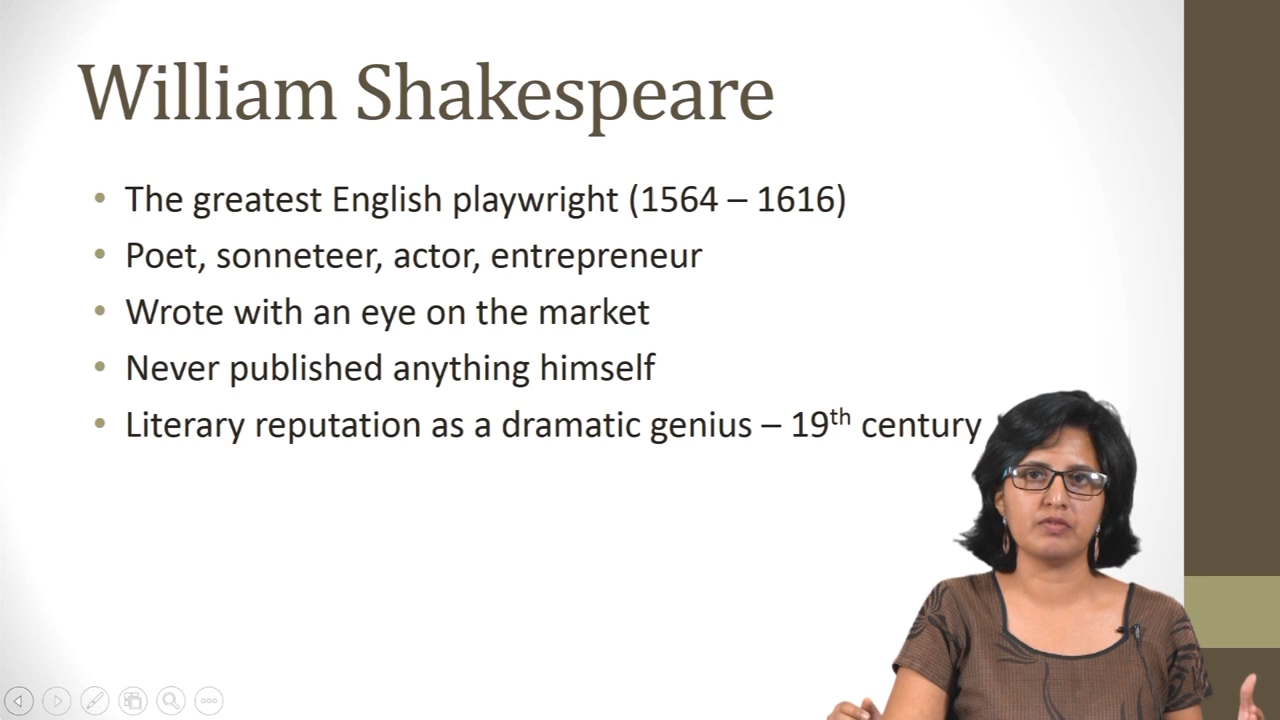 William Shakespeare
• The greatest English playwright (1564 – 1616)
• Poet, sonneteer, actor, entrepreneur
• Wrote with an eye on the market
• Never published anything himself
• Literary reputation as a dramatic genius – 19th century